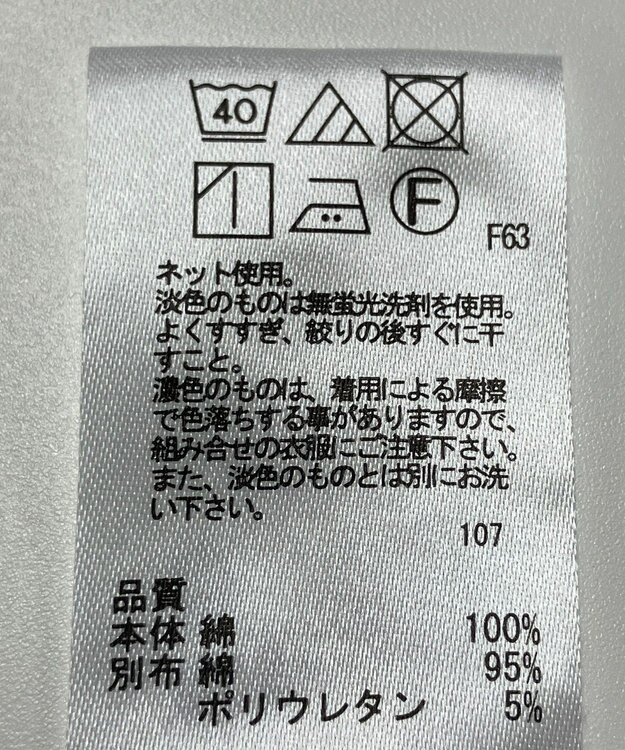 40
F
F63
ネット使用。
淡色のものは無蛍光洗剤を使用。
よくすすぎ、絞りの後すぐに干
すこと。
濃色のものは、着用による摩擦
で色落ちする事がありますので、
組み合せの衣服にご注意下さい。
また、淡色のものとは別にお洗
い下さい。
107
品質
本体 綿 100%
別布 綿 95%
ポリウレタン 5%